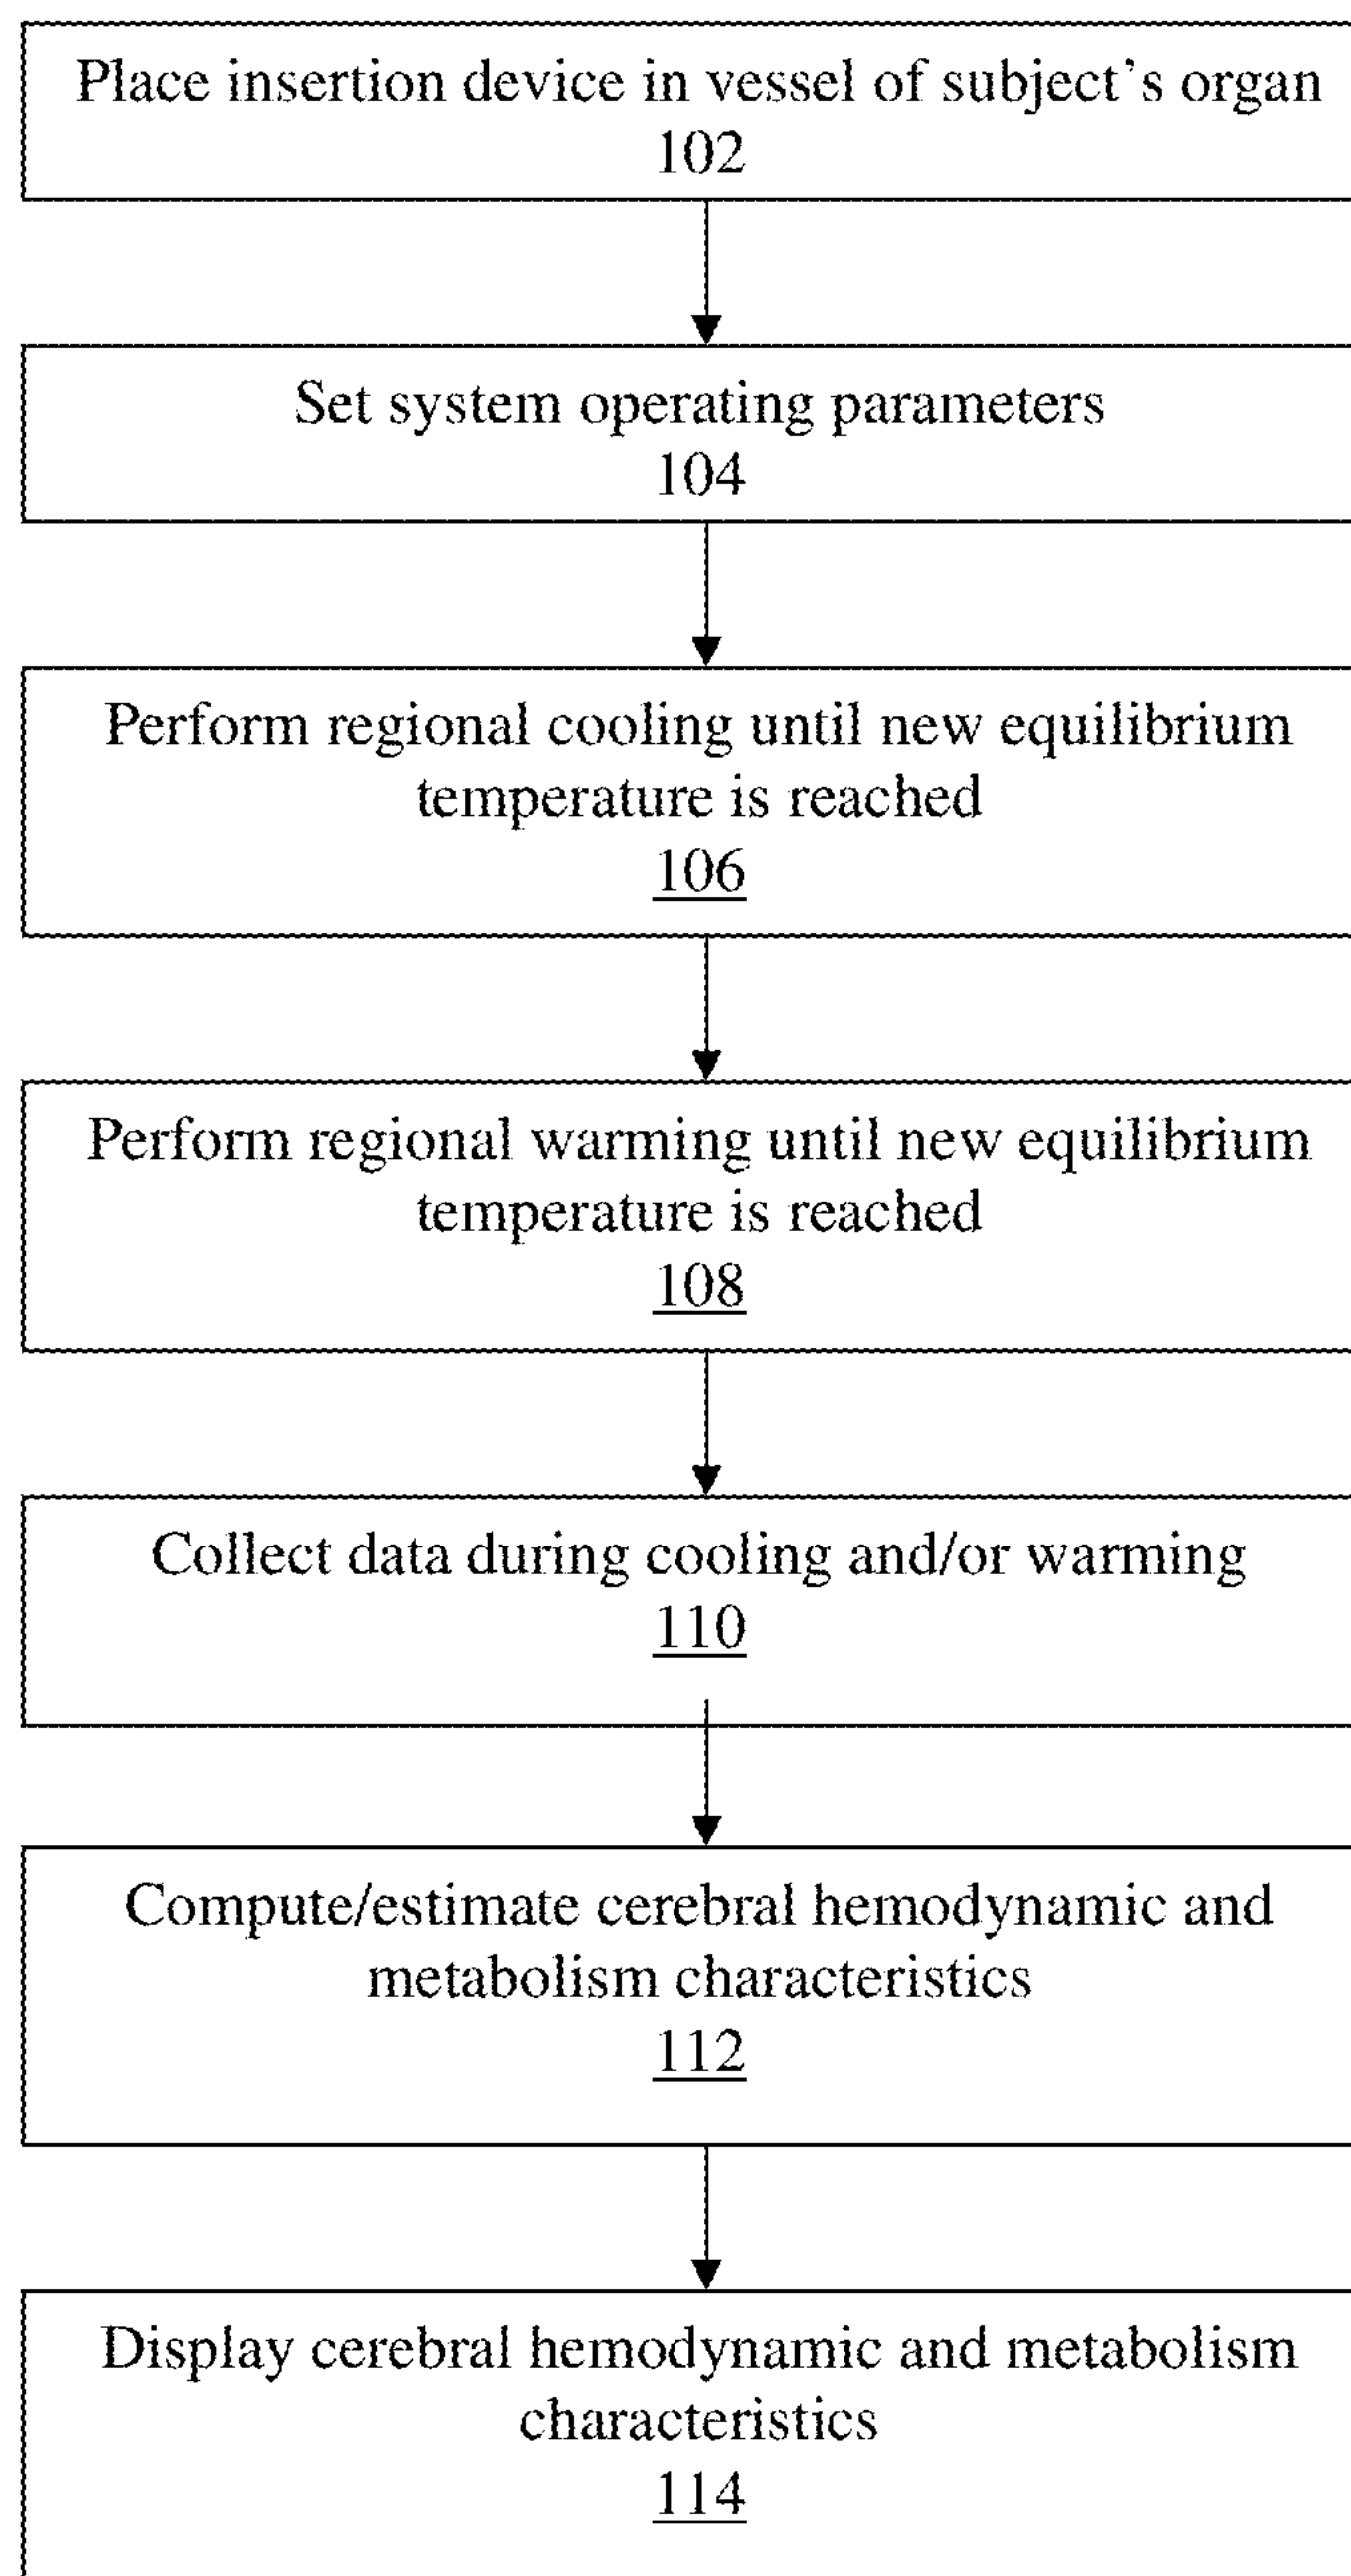 Place insertion device in vessel of subject's organ
102
Set system operating parameters
104
Perform regional cooling until new equilibrium
temperature is reached
106
Perform regional warming until new equilibrium
temperature is reached
108
Collect data during cooling and/or warming
110
Compute/estimate cerebral hemodynamic and
metabolism characteristics
112
Display cerebral hemodynamic and metabolism
characteristics
114